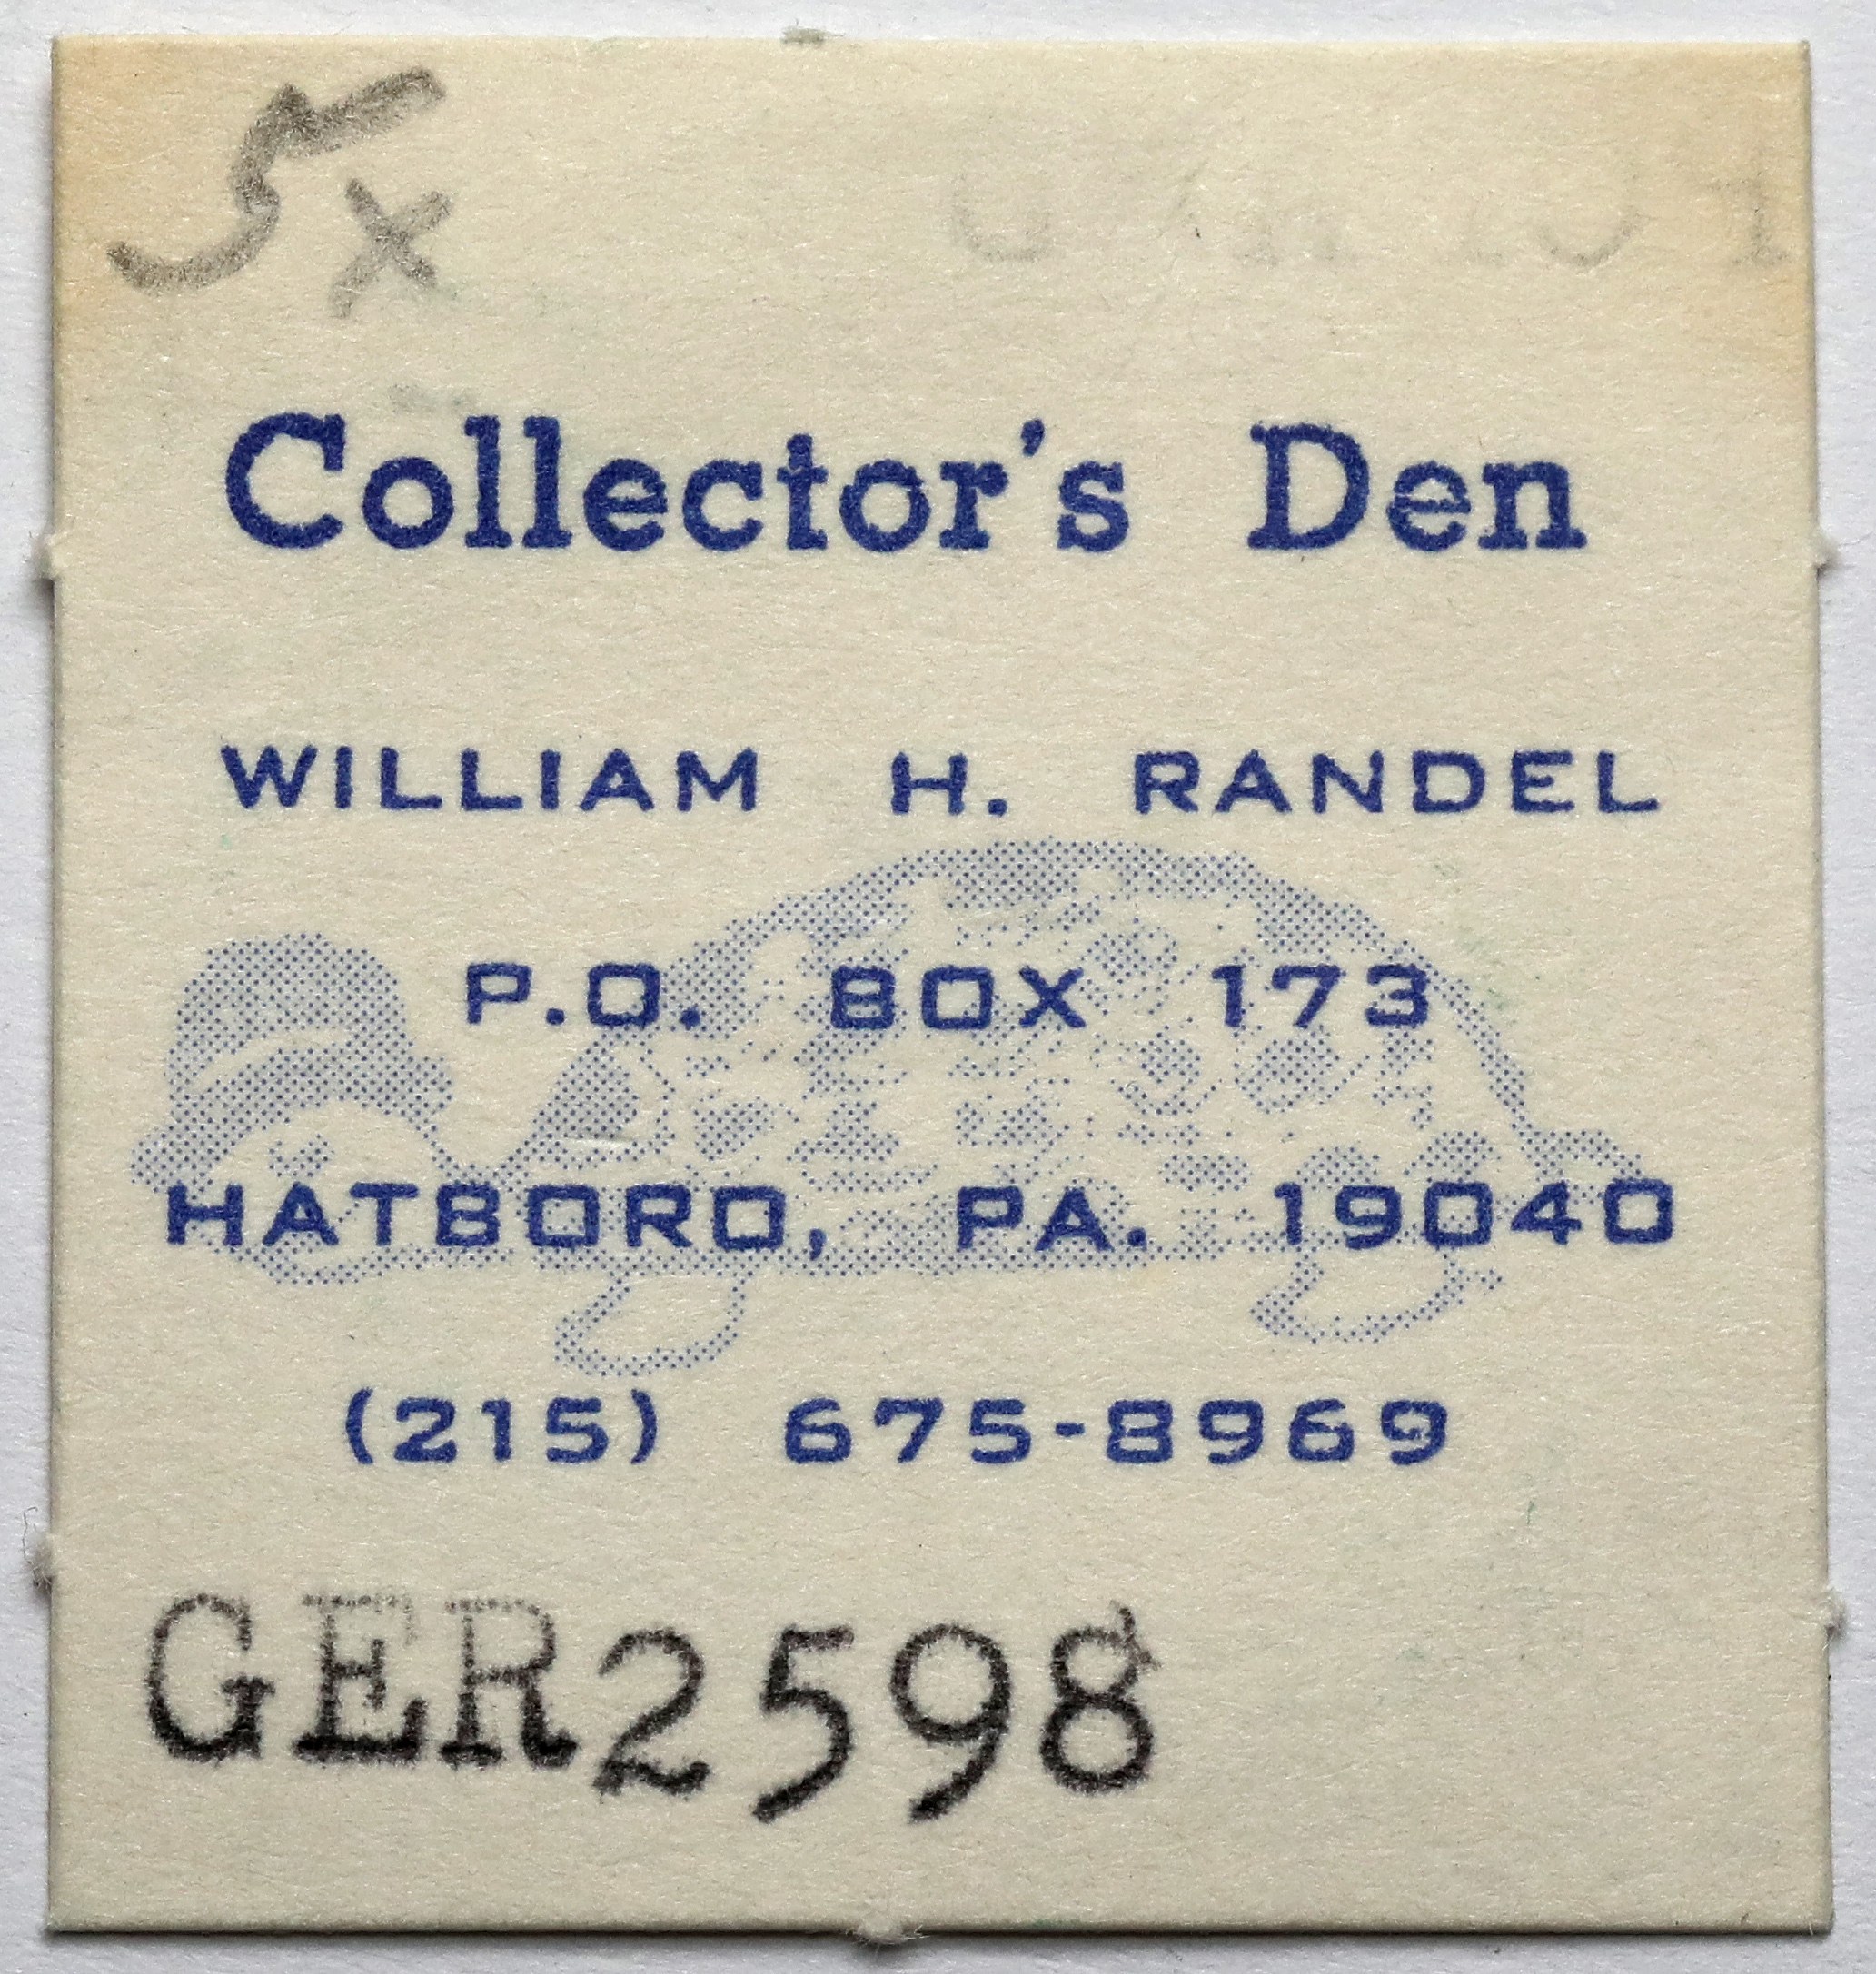 5x
Collector's Den
WILLIAM H. RANDEL
P.O. BOX 173
HATBORO, PA. 19040
(215) 675-8969
GER2598